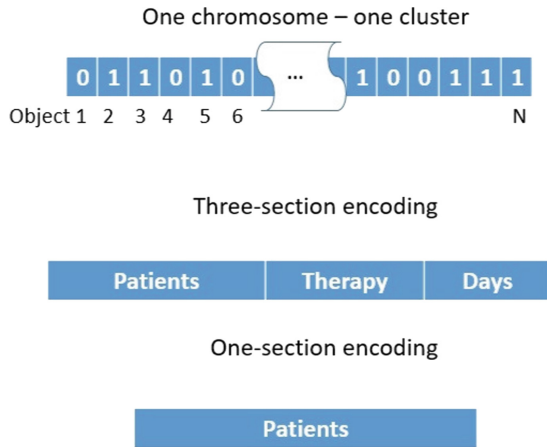 One chromosome – one cluster
0 1 1 0 1 0 ... 1 0 0 1 1 1
Object 1 2 3 4 5 6 N
Three-section encoding
Patients Therapy Days
One-section encoding
Patients